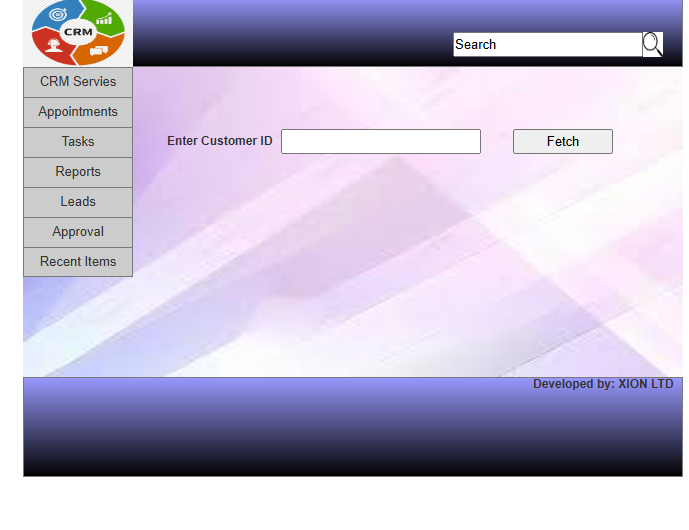 CRM
Search
CRM Servies
Appointments
Tasks
Reports
Leads
Approval
Recent Items
Enter Customer ID
Fetch
Developed by: XION LTD